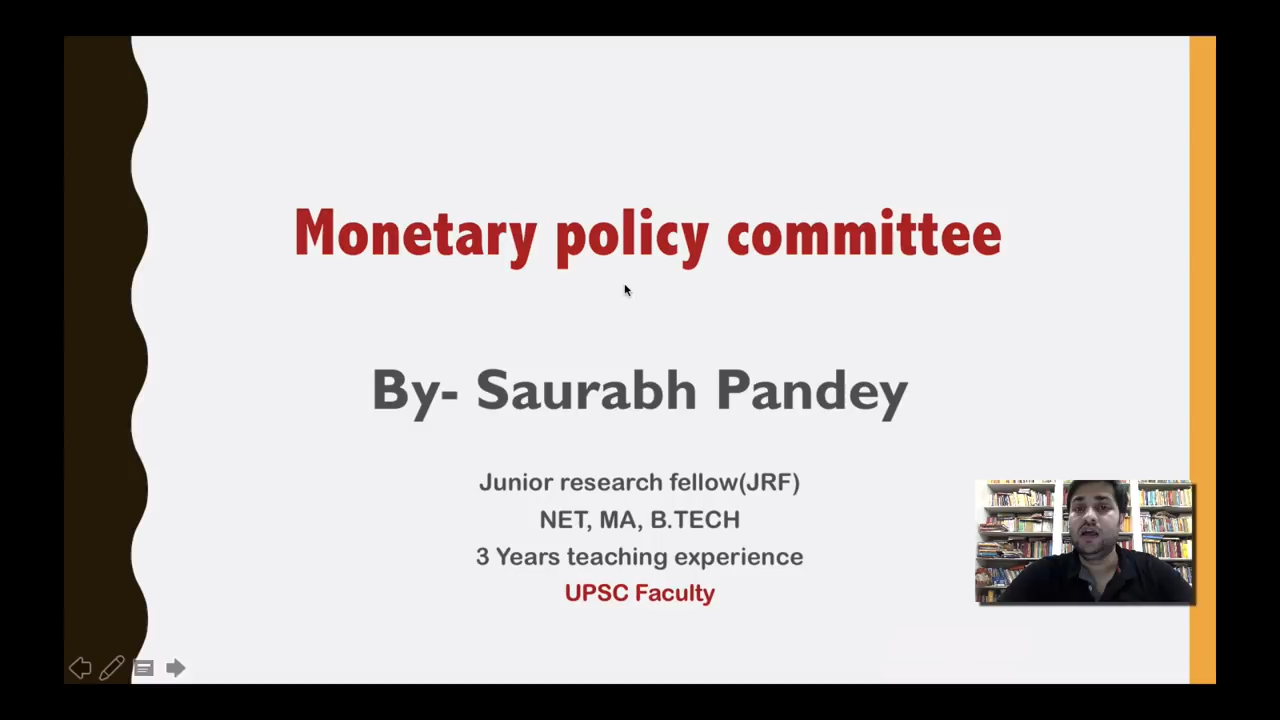 Monetary policy committee
By- Saurabh Pandey
Junior research fellow(JRF)
NET, MA, B.TECH
3 Years teaching experience
UPSC Faculty